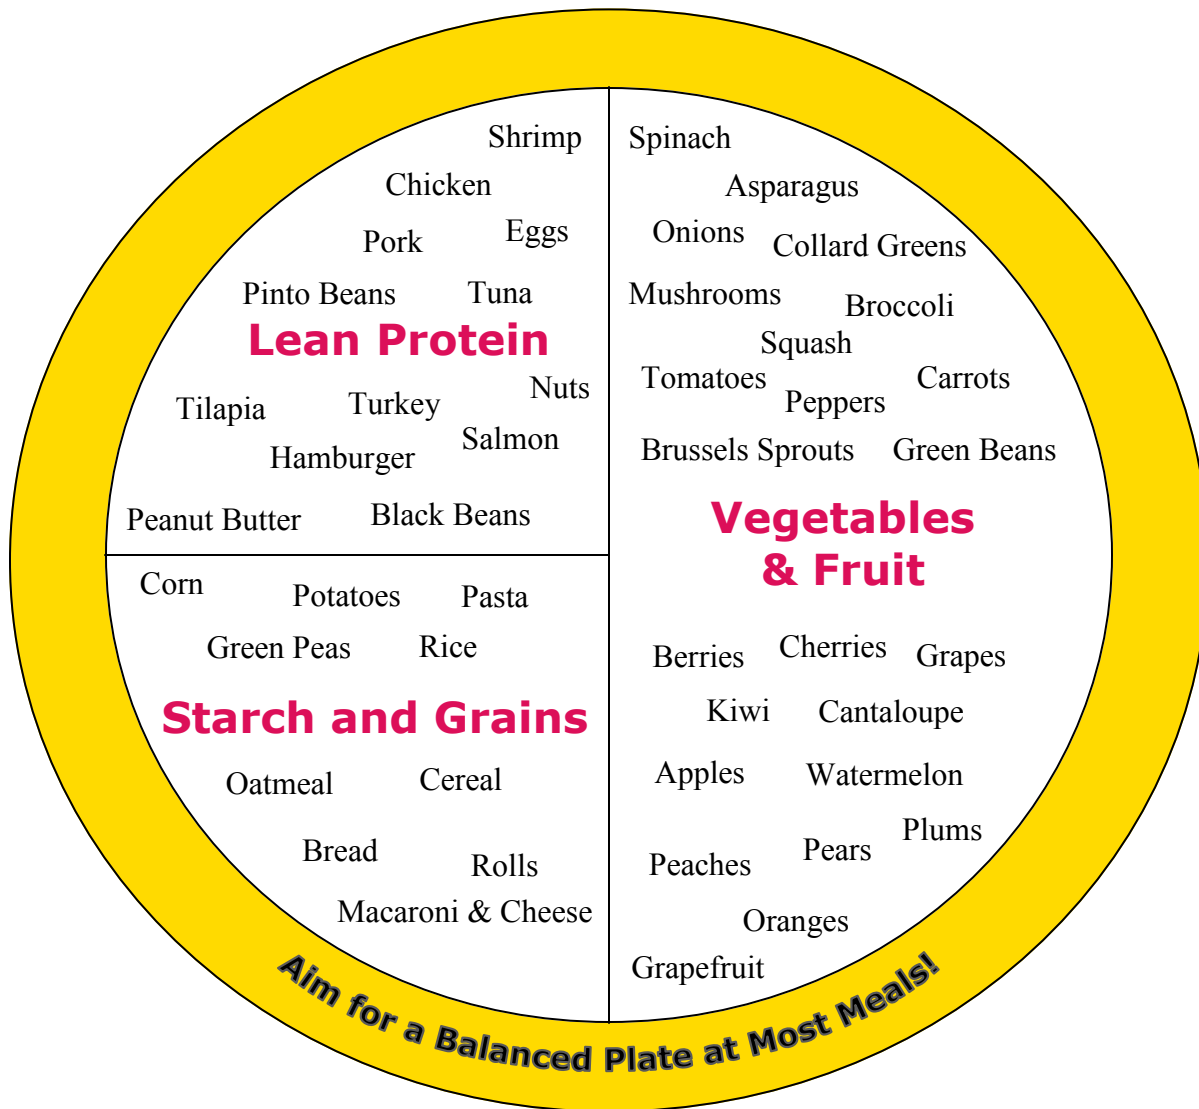 Shrimp
Chicken
Pork
Eggs
Pinto Beans
Tuna
Lean Protein
Nuts
Tilapia
Turkey
Salmon
Hamburger
Peanut Butter
Black Beans
Corn
Potatoes
Pasta
Green Peas
Rice
Starch and Grains
Oatmeal
Cereal
Bread
Rolls
Macaroni & Cheese
Spinach
Asparagus
Onions
Collard Greens
Mushrooms
Broccoli
Squash
Tomatoes
Carrots
Peppers
Brussels Sprouts
Green Beans
Vegetables
& Fruit
Berries
Cherries
Grapes
Kiwi
Cantaloupe
Apples
Watermelon
Plums
Peaches
Pears
Oranges
Grapefruit
Aim for a Balanced Plate at Most Meals!